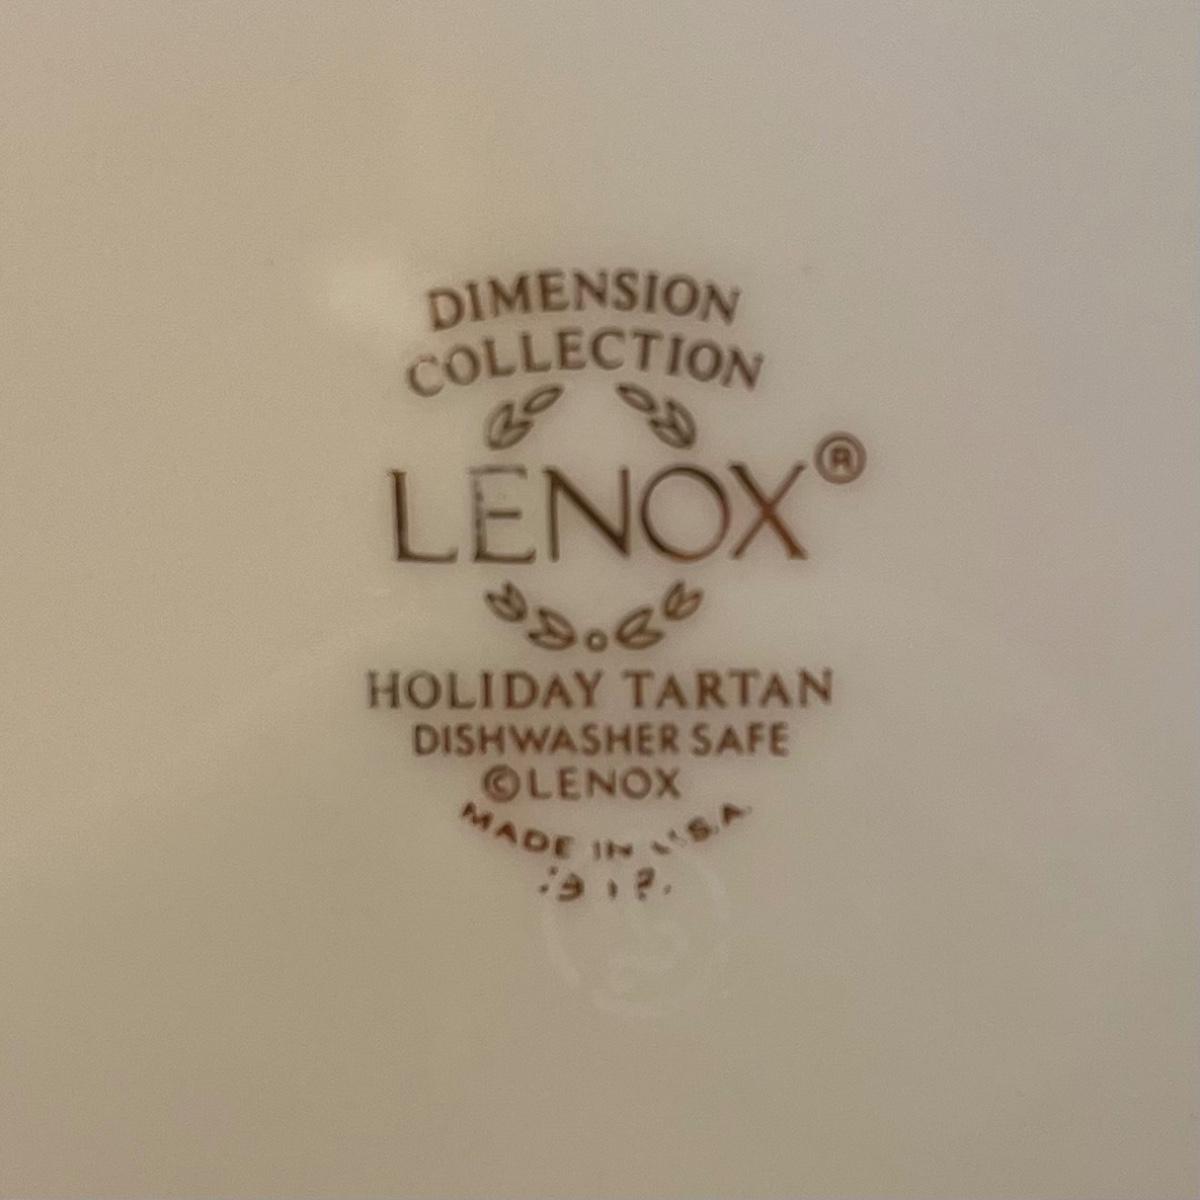 DIMENSION
COLLECTION
LENOX®
HOLIDAY TARTAN
DISHWASHER SAFE
©LENOX
MADE IN U.S.A.